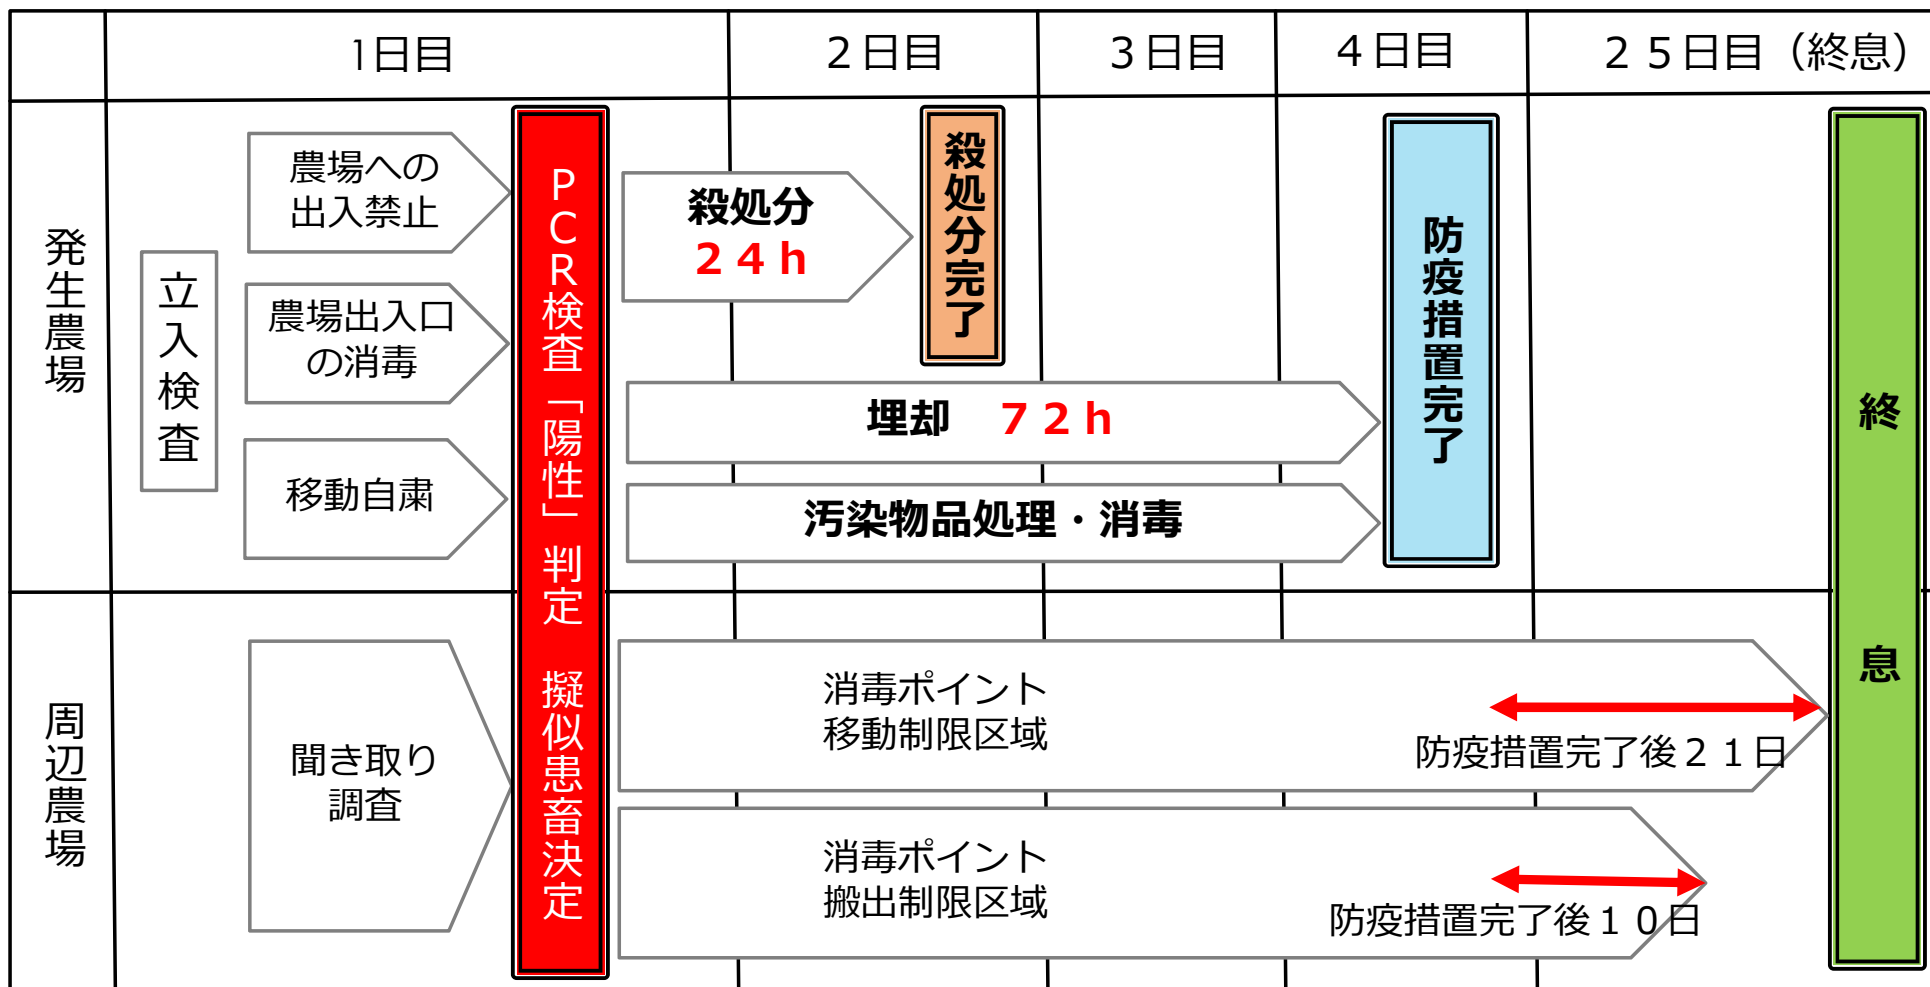 1日目
２日目
３日目
４日目
２５日目（終息）
発生農場
立入検査
農場への
出入禁止
農場出入口
の消毒
移動自粛
ＰＣＲ検査「陽性」判定　擬似患畜決定
殺処分
２４ｈ
殺処分完了
埋却　７２ｈ
汚染物品処理・消毒
防疫措置完了
終息
周辺農場
聞き取り
調査
消毒ポイント
移動制限区域
防疫措置完了後２１日
消毒ポイント
搬出制限区域
防疫措置完了後１０日